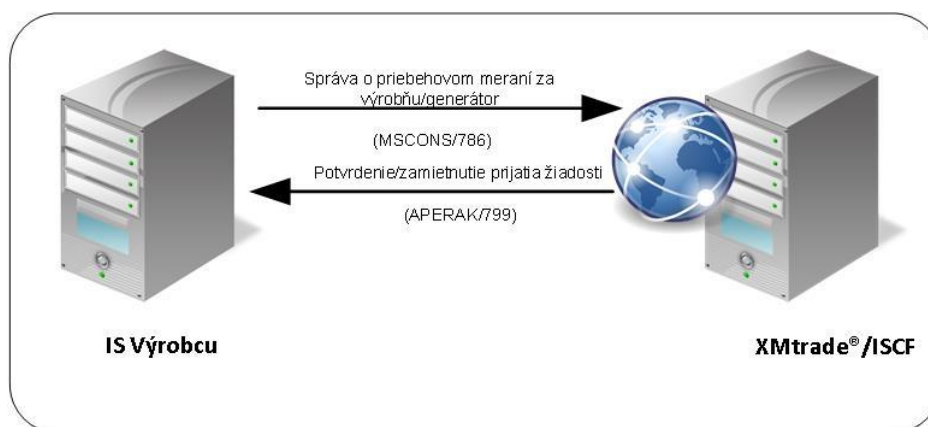 Správa o priebehovom meraní za
výrobňu/generátor
(MSCONS/786)
Potvrdenie/zamietnutie prijatia žiadosti
(APERAK/799)
IS Výrobcu
XMtrade®/ISCF